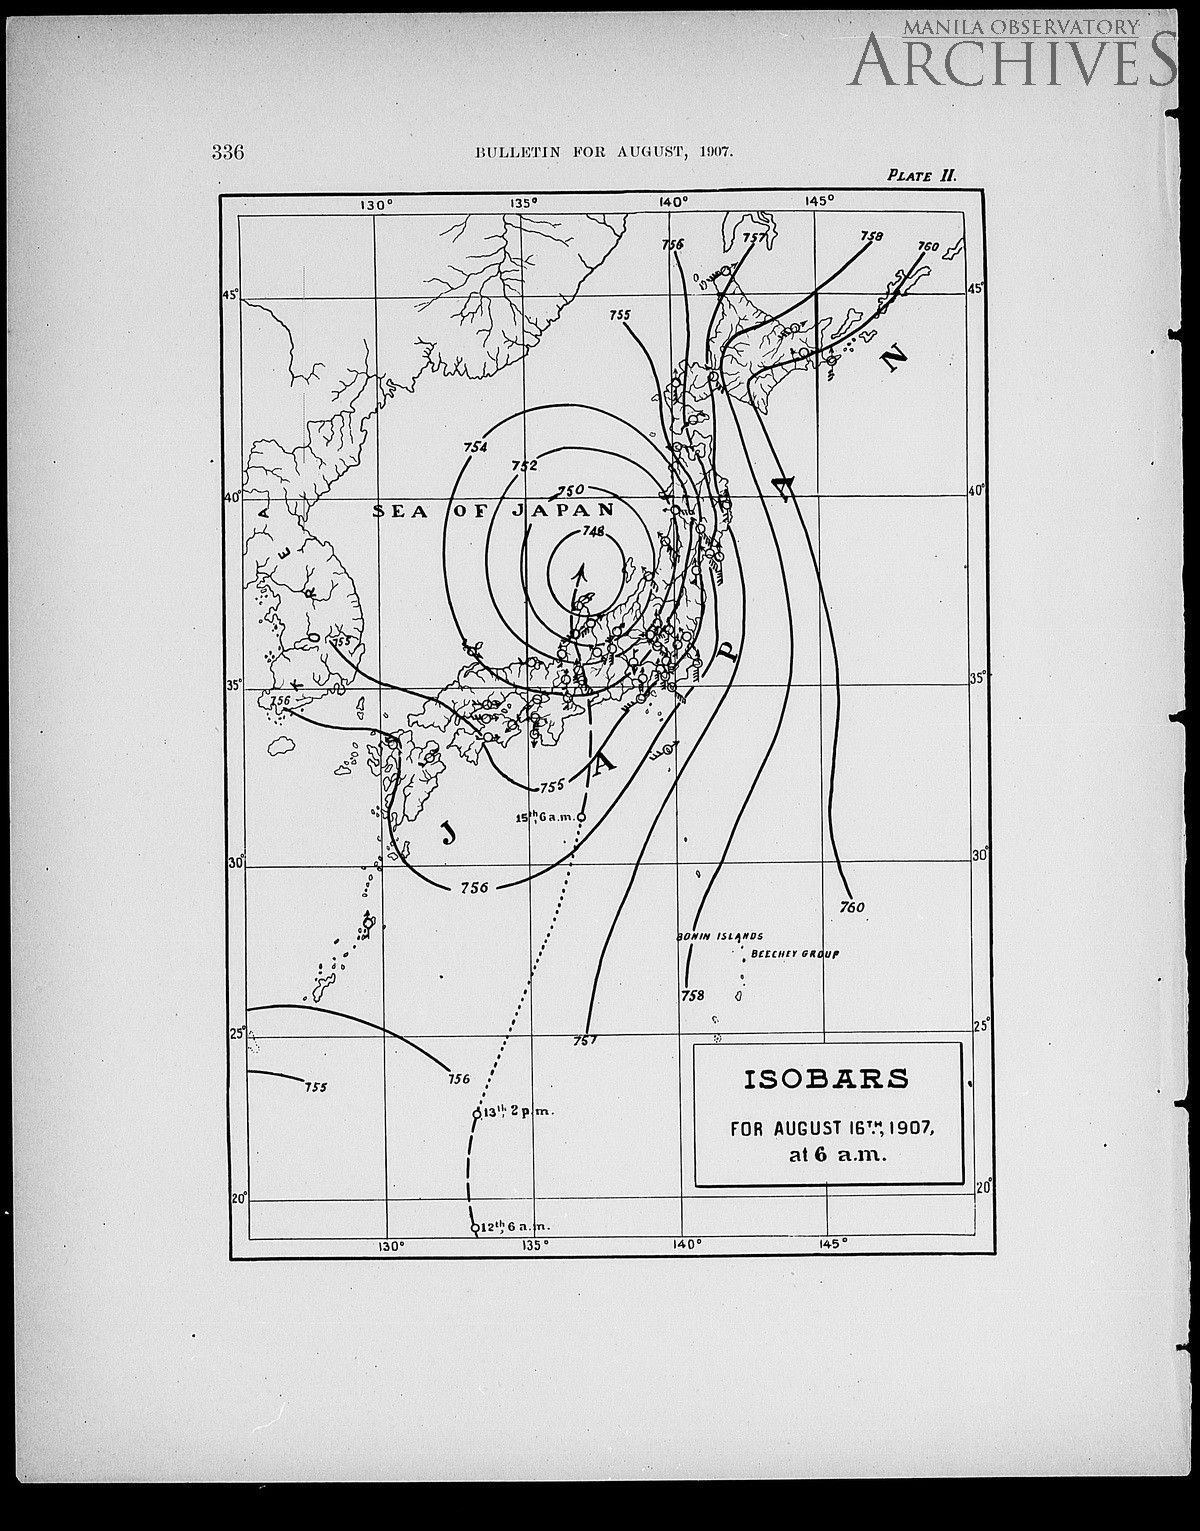 MANILA OBSERVATORY
ARCHIVES
336
BULLETIN FOR AUGUST, 1907.
PLATE II.
130° 135° 140° 145°
756 757 758 760
45° 45°
755
N
754
752
750
40° 40°
A
SEA OF JAPAN
748
KOREA
755
P
35° 35°
756
A
755
15th, 6 a.m.
J
30° 30°
756
760
BONIN ISLANDS
BEECHEY GROUP
758
25° 25°
757
756
755
13th, 2 p.m.
ISOBARS
FOR AUGUST 16TH, 1907,
at 6 a.m.
20° 20°
12th, 6 a.m.
130° 135° 140° 145°